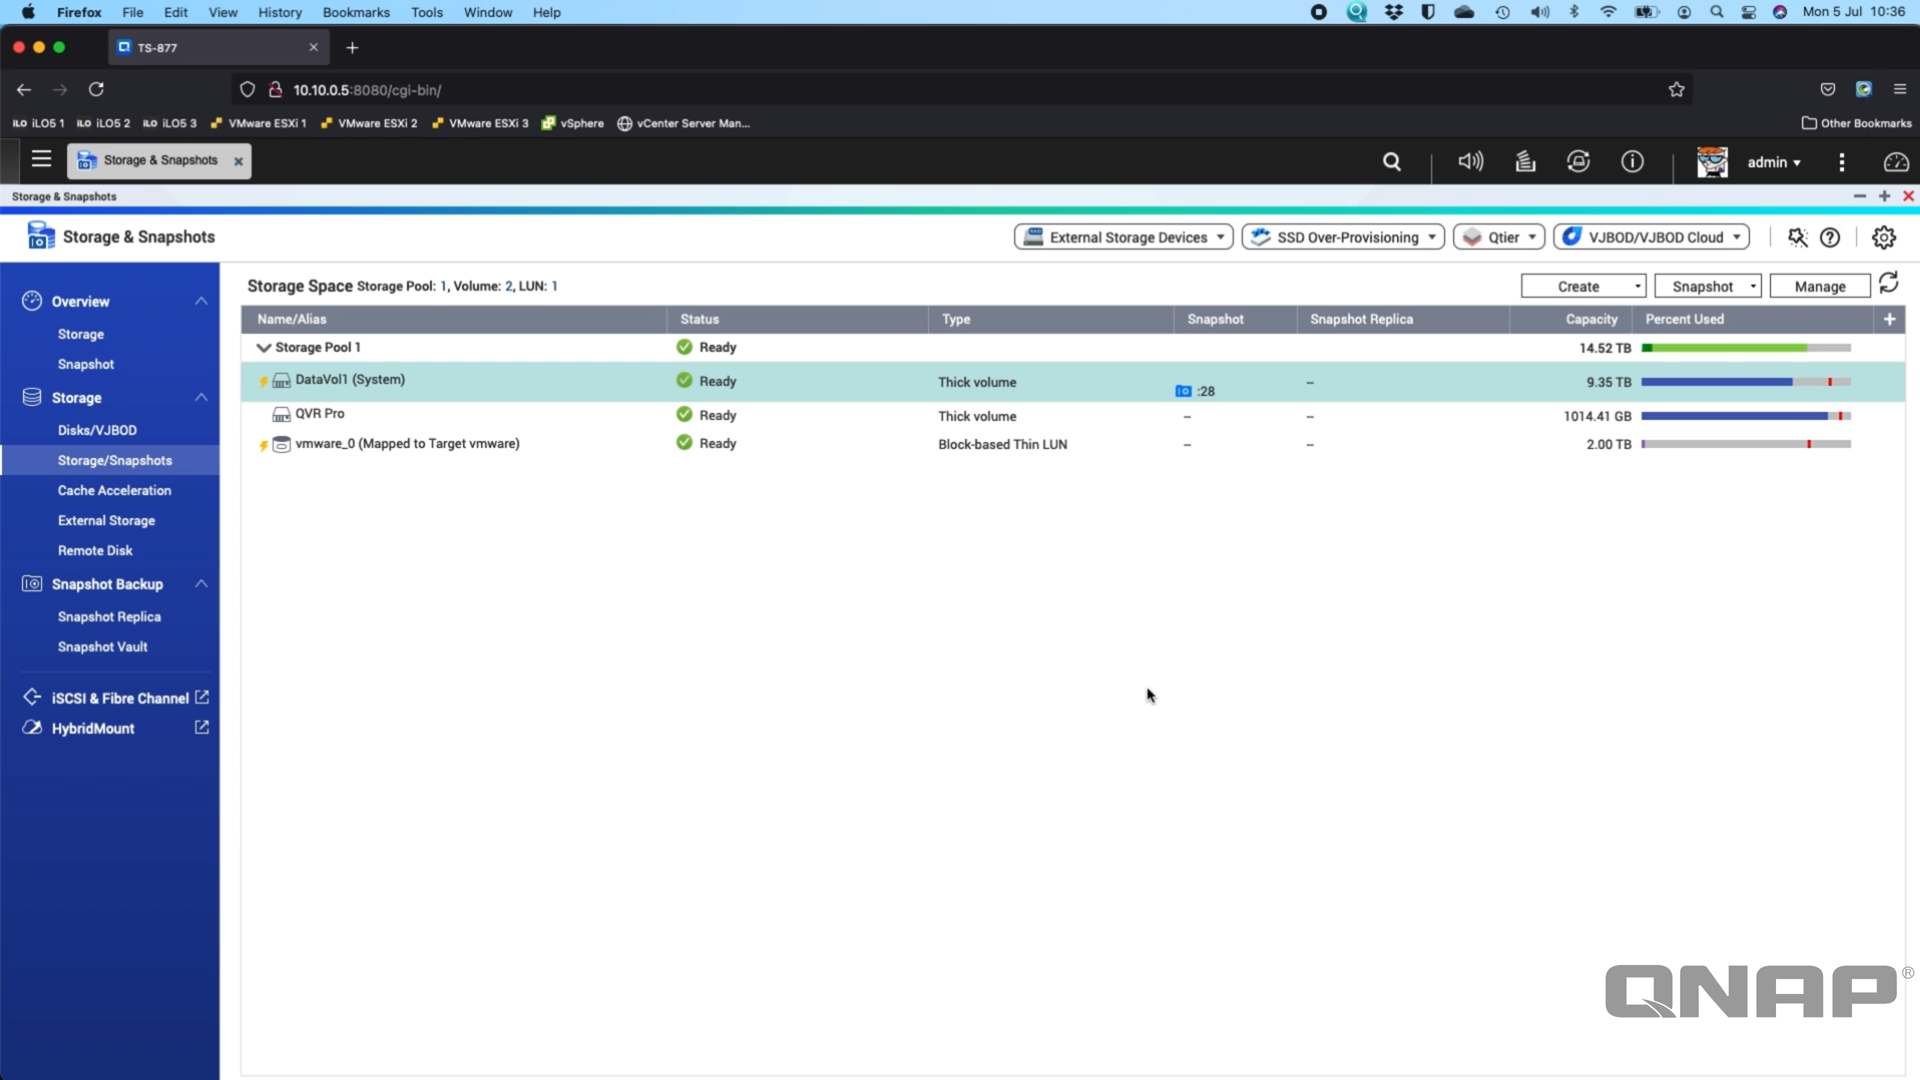 Firefox File Edit View History Bookmarks Tools Window Help Mon 5 Jul 10:36
TS-877
10.10.0.5:8080/cgi-bin/
iLO iLO5 1 iLO iLO5 2 iLO iLO5 3 VMware ESXi 1 VMware ESXi 2 VMware ESXi 3 vSphere vCenter Server Man... Other Bookmarks
Storage & Snapshots admin
Storage & Snapshots
Storage & Snapshots External Storage Devices SSD Over-Provisioning Qtier VJBOD/VJBOD Cloud
Overview
Storage
Snapshot
Storage
Disks/VJBOD
Storage/Snapshots
Cache Acceleration
External Storage
Remote Disk
Snapshot Backup
Snapshot Replica
Snapshot Vault
iSCSI & Fibre Channel
HybridMount
Storage Space Storage Pool: 1, Volume: 2, LUN: 1 Create Snapshot Manage
Name/Alias Status Type Snapshot Snapshot Replica Capacity Percent Used +
Storage Pool 1 Ready 14.52 TB
DataVol1 (System) Ready Thick volume :28 -- 9.35 TB
QVR Pro Ready Thick volume -- -- 1014.41 GB
vmware_0 (Mapped to Target vmware) Ready Block-based Thin LUN -- -- 2.00 TB
QNAP®